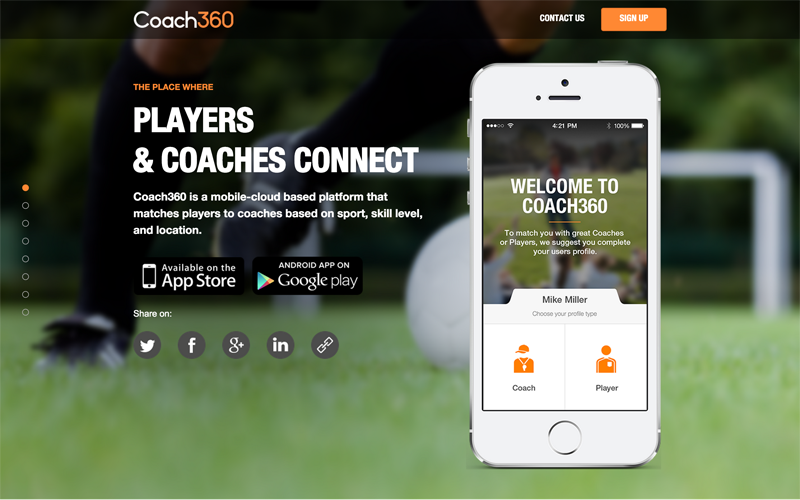 Coach360
CONTACT US
SIGN UP
THE PLACE WHERE
PLAYERS
& COACHES CONNECT
Coach360 is a mobile-cloud based platform that
matches players to coaches based on sport, skill level,
and location.
Available on the
App Store
ANDROID APP ON
Google play
Share on:
4:21 PM
100%
WELCOME TO
COACH360
To match you with great Coaches
or Players, we suggest you complete
your users profile.
Mike Miller
Choose your profile type
Coach
Player